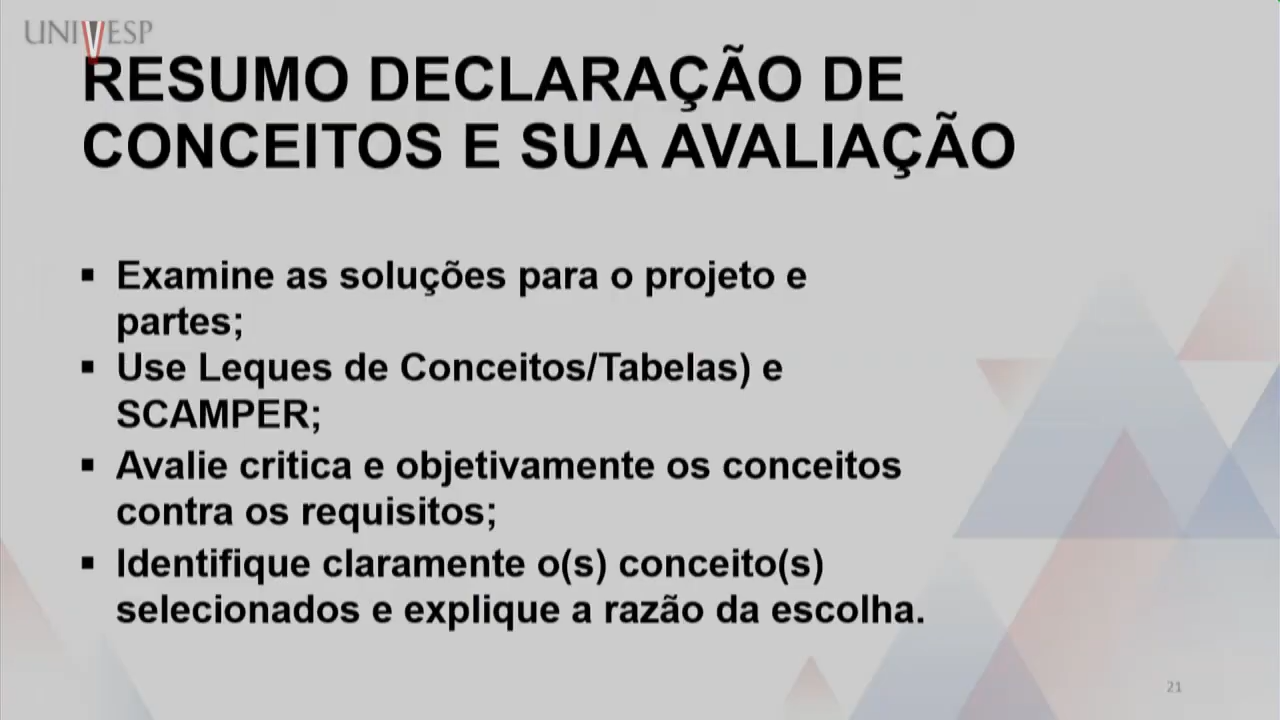 UNIVESP
RESUMO DECLARAÇÃO DE
CONCEITOS E SUA AVALIAÇÃO
▪ Examine as soluções para o projeto e
partes;
▪ Use Leques de Conceitos/Tabelas) e
SCAMPER;
▪ Avalie critica e objetivamente os conceitos
contra os requisitos;
▪ Identifique claramente o(s) conceito(s)
selecionados e explique a razão da escolha.
21